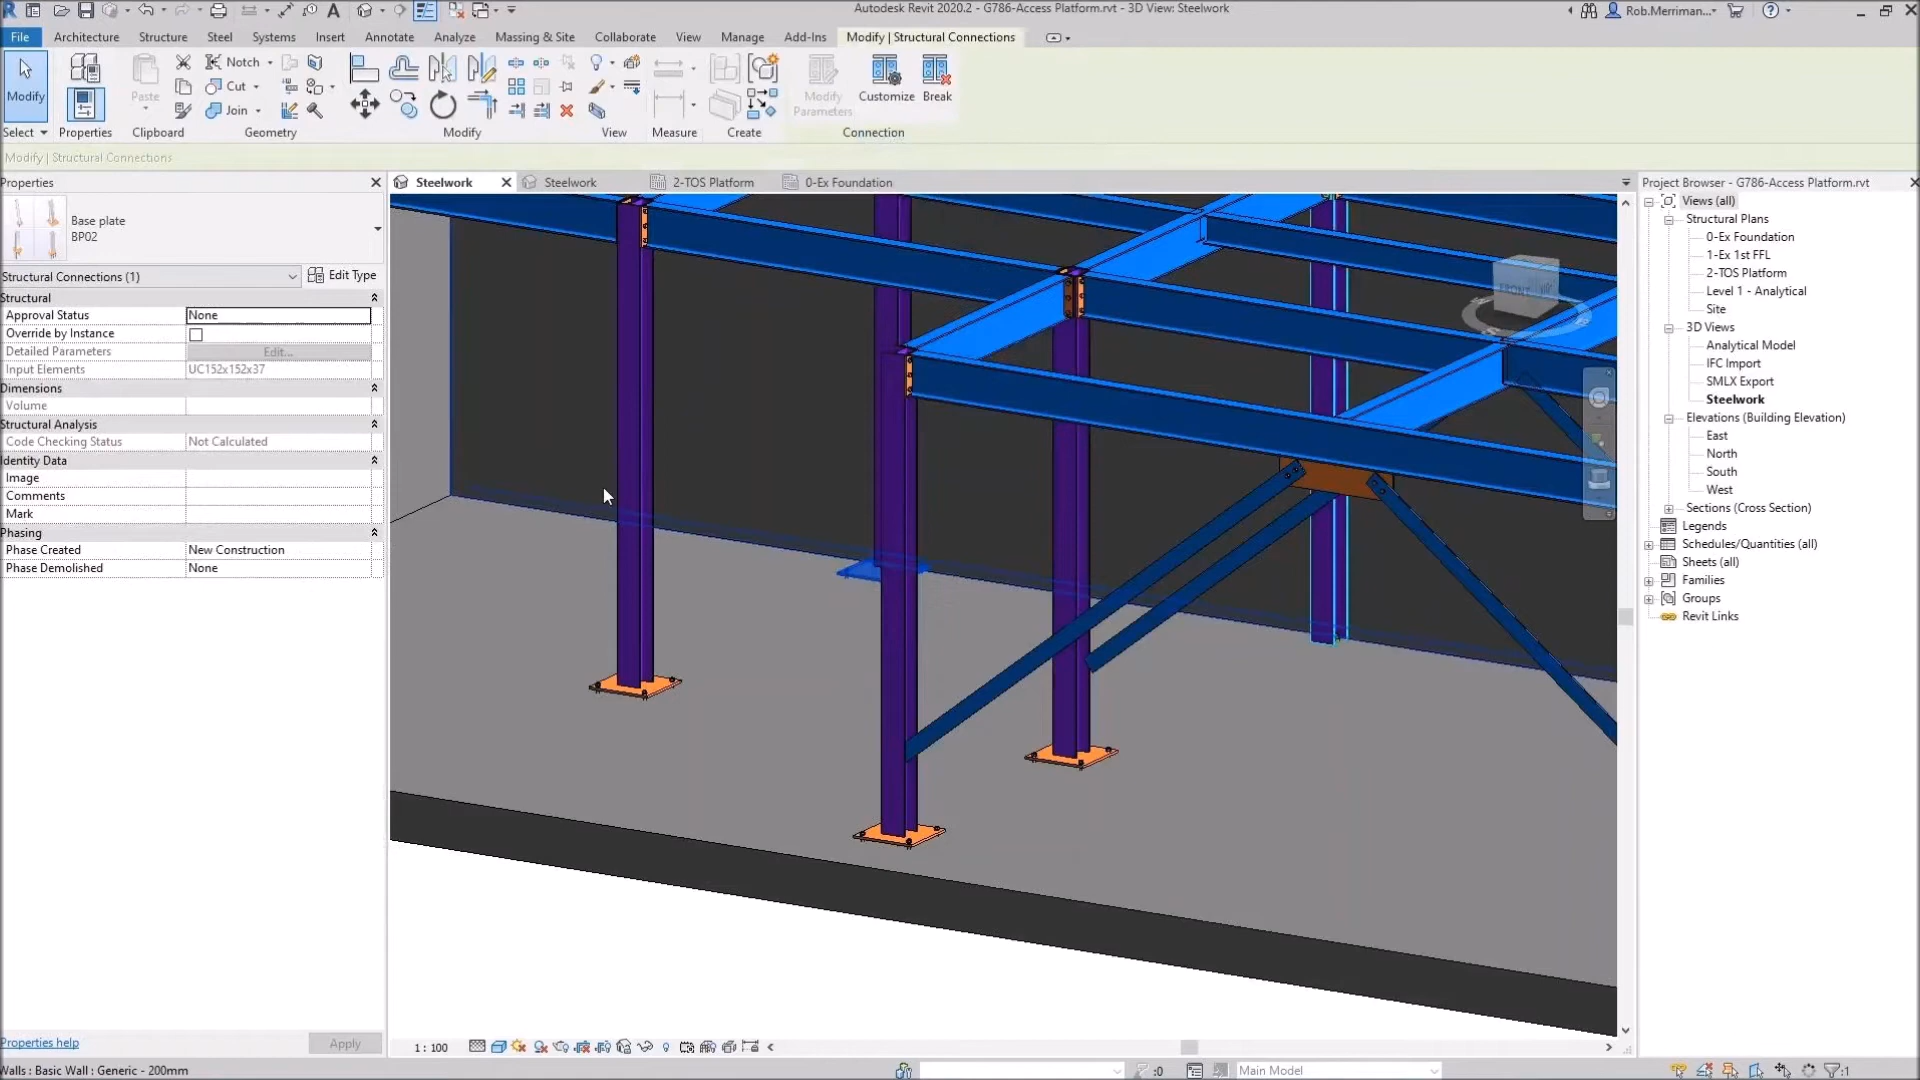 Autodesk Revit 2020.2 - G786-Access Platform.rvt - 3D View: Steelwork
Rob.Merriman...
File Architecture Structure Steel Systems Insert Annotate Analyze Massing & Site Collaborate View Manage Add-Ins Modify | Structural Connections
Modify
Paste
Notch
Cut
Join
Modify Parameters
Customize
Break
Select Properties Clipboard Geometry Modify View Measure Create Connection
Modify | Structural Connections
Properties
Steelwork
Steelwork
2-TOS Platform
0-Ex Foundation
Project Browser - G786-Access Platform.rvt
Base plate
BP02
Structural Connections (1)
Edit Type
Structural
Approval Status None
Override by Instance
Detailed Parameters Edit...
Input Elements UC152x152x37
Dimensions
Volume
Structural Analysis
Code Checking Status Not Calculated
Identity Data
Image
Comments
Mark
Phasing
Phase Created New Construction
Phase Demolished None
Properties help
Apply
FRONT
Views (all)
Structural Plans
0-Ex Foundation
1-Ex 1st FFL
2-TOS Platform
Level 1 - Analytical
Site
3D Views
Analytical Model
IFC Import
SMLX Export
Steelwork
Elevations (Building Elevation)
East
North
South
West
Sections (Cross Section)
Legends
Schedules/Quantities (all)
Sheets (all)
Families
Groups
Revit Links
1 : 100
Walls : Basic Wall : Generic - 200mm
:0
Main Model
:1